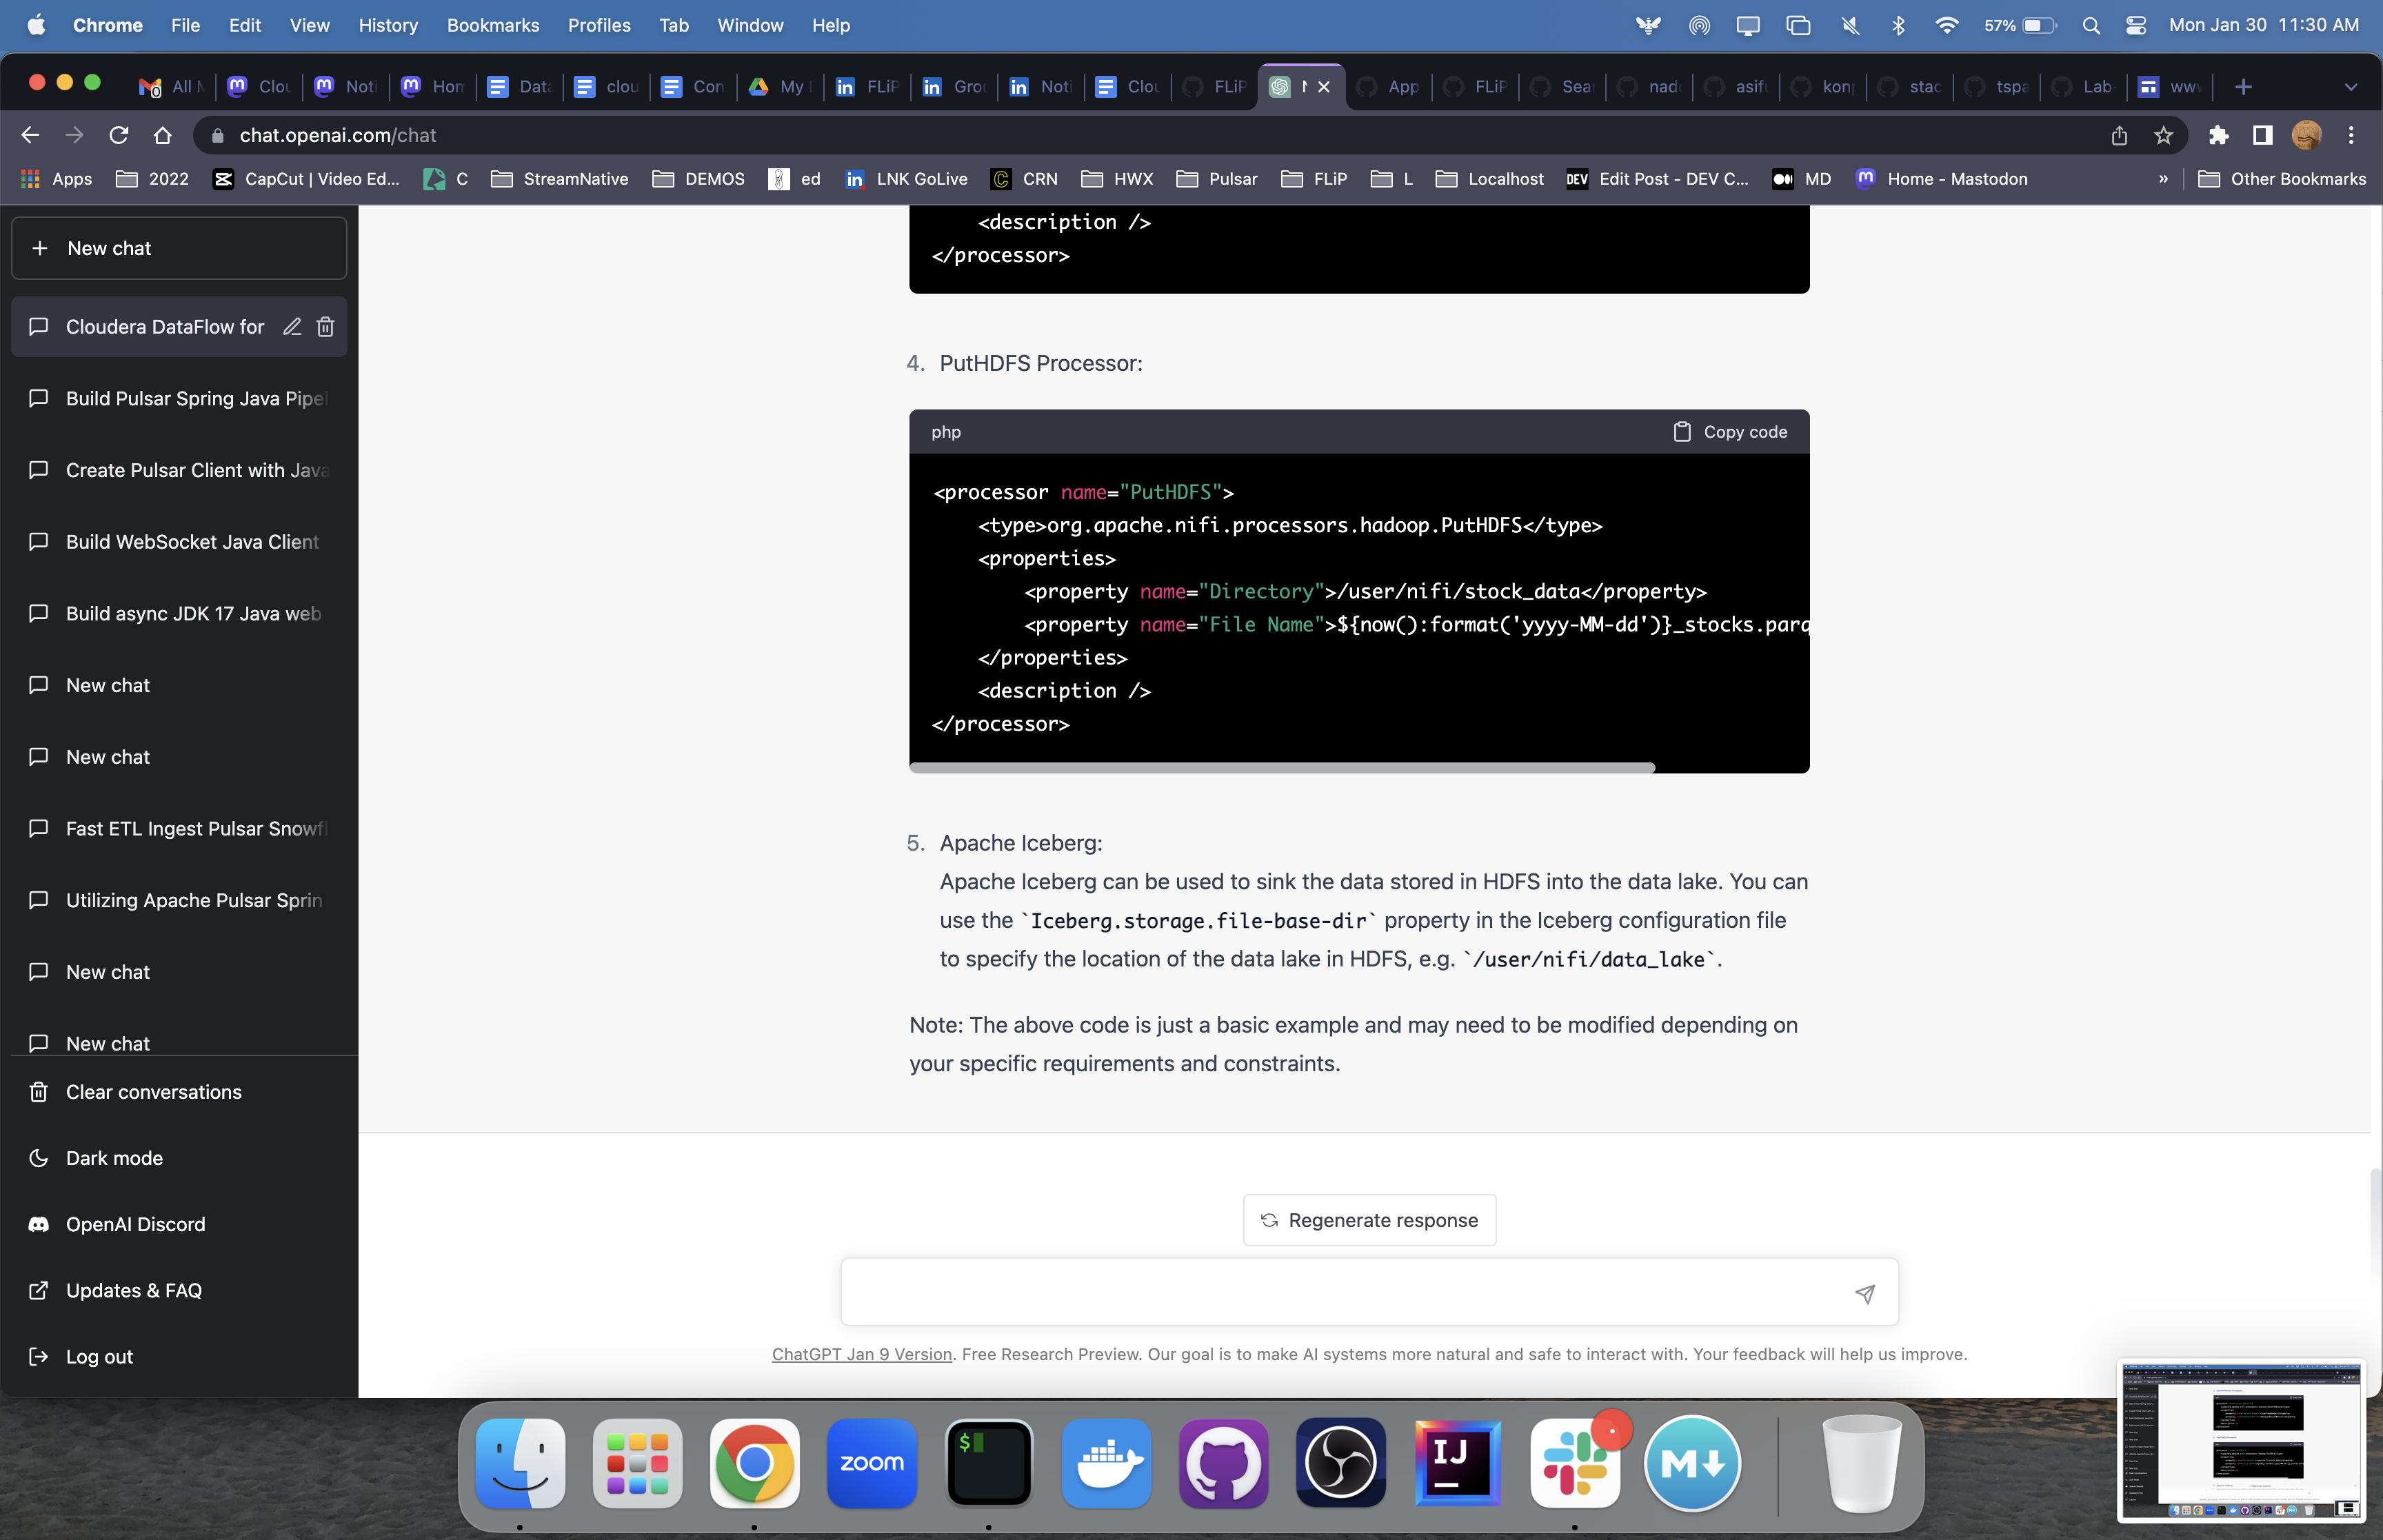 Chrome File Edit View History Bookmarks Profiles Tab Window Help 57% Mon Jan 30 11:30 AM
All Clou Noti Hom Data clou Con My FLiP Grou Noti Clou FLiP App FLiP Sea nad asif kon stac tspa Lab www
chat.openai.com/chat
Apps 2022 CapCut | Video Ed... C StreamNative DEMOS ed LNK GoLive CRN HWX Pulsar FLiP L Localhost Edit Post - DEV C... MD Home - Mastodon » Other Bookmarks
New chat
Cloudera DataFlow for
Build Pulsar Spring Java Pipel
Create Pulsar Client with Java
Build WebSocket Java Client
Build async JDK 17 Java web
New chat
New chat
Fast ETL Ingest Pulsar Snowfl
Utilizing Apache Pulsar Sprin
New chat
New chat
Clear conversations
Dark mode
OpenAI Discord
Updates & FAQ
Log out
<description />
</processor>
4. PutHDFS Processor:
php Copy code
<processor name="PutHDFS">
<type>org.apache.nifi.processors.hadoop.PutHDFS</type>
<properties>
<property name="Directory">/user/nifi/stock_data</property>
<property name="File Name">${now():format('yyyy-MM-dd')}_stocks.parq
</properties>
<description />
</processor>
5. Apache Iceberg:
Apache Iceberg can be used to sink the data stored in HDFS into the data lake. You can
use the `Iceberg.storage.file-base-dir` property in the Iceberg configuration file
to specify the location of the data lake in HDFS, e.g. `/user/nifi/data_lake`.
Note: The above code is just a basic example and may need to be modified depending on
your specific requirements and constraints.
Regenerate response
ChatGPT Jan 9 Version. Free Research Preview. Our goal is to make AI systems more natural and safe to interact with. Your feedback will help us improve.
zoom
$
IJ
M